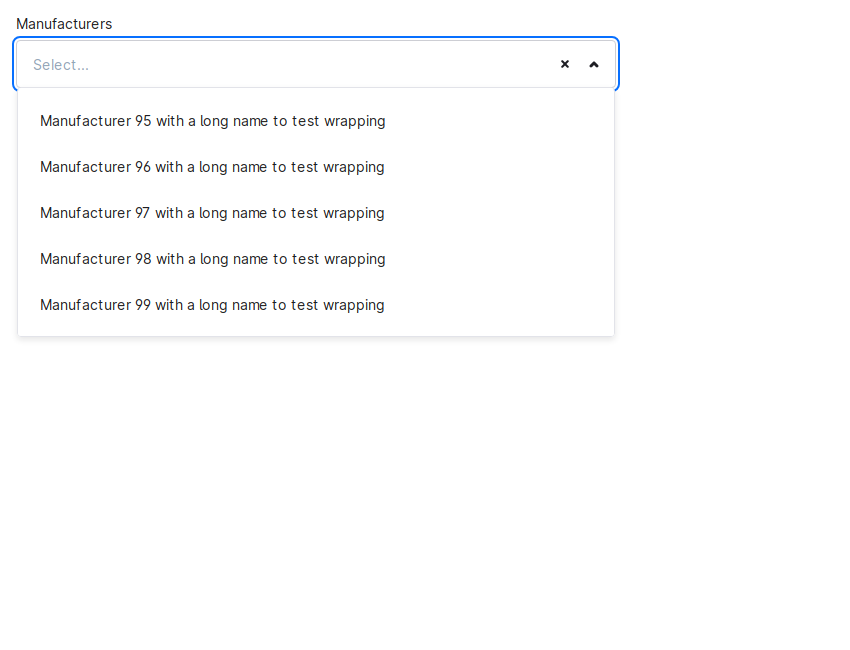 Manufacturers
Select...
Manufacturer 95 with a long name to test wrapping
Manufacturer 96 with a long name to test wrapping
Manufacturer 97 with a long name to test wrapping
Manufacturer 98 with a long name to test wrapping
Manufacturer 99 with a long name to test wrapping